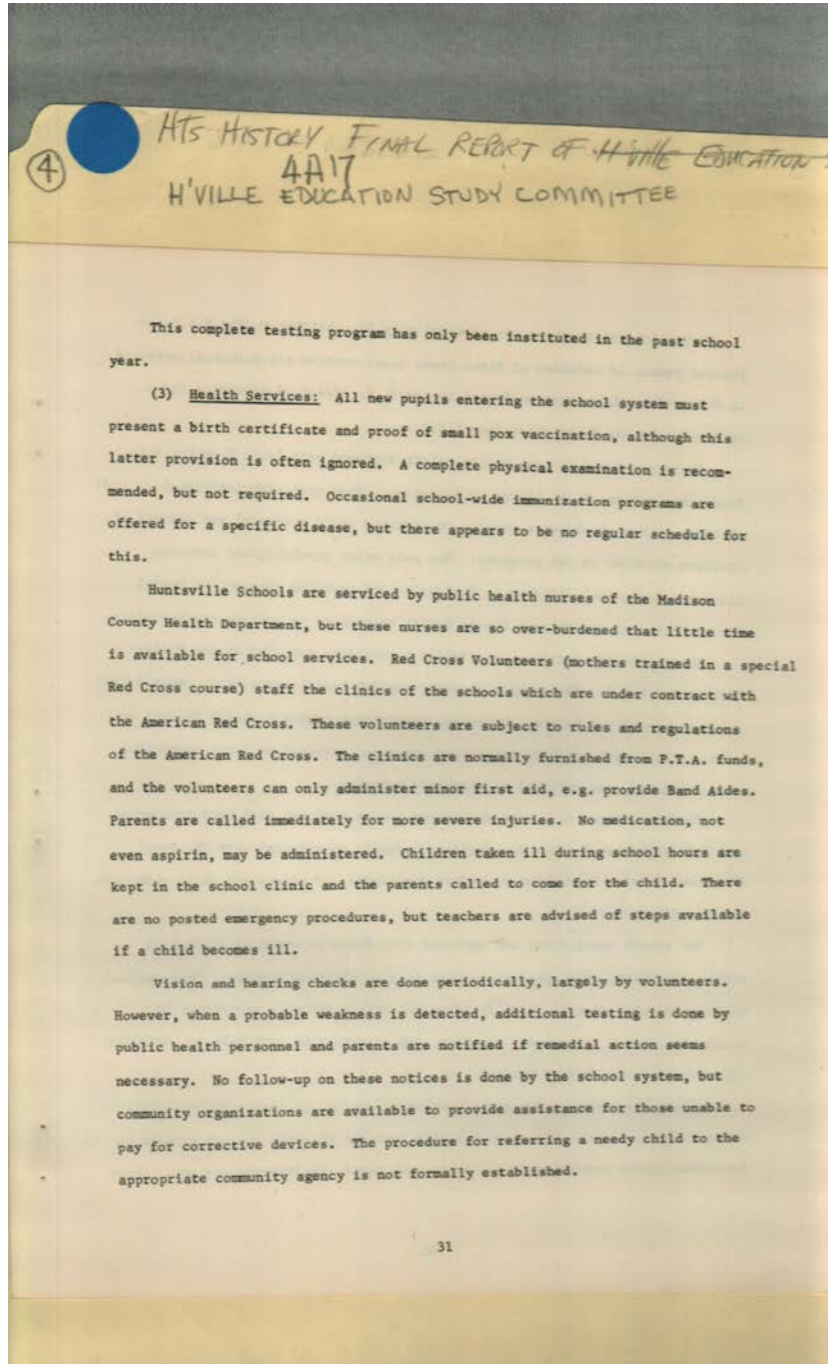 HTS HISTORY FINAL REPORT OF H'VILLE EDUCATION
4
4A17
H'VILLE EDUCATION STUDY COMMITTEE
This complete testing program has only been instituted in the past school
year.
(3) Health Services: All new pupils entering the school system must
present a birth certificate and proof of small pox vaccination, although this
latter provision is often ignored. A complete physical examination is recom-
mended, but not required. Occasional school-wide immunization programs are
offered for a specific disease, but there appears to be no regular schedule for
this.
Huntsville Schools are serviced by public health nurses of the Madison
County Health Department, but these nurses are so over-burdened that little time
is available for school services. Red Cross Volunteers (mothers trained in a special
Red Cross course) staff the clinics of the schools which are under contract with
the American Red Cross. These volunteers are subject to rules and regulations
of the American Red Cross. The clinics are normally furnished from P.T.A. funds,
and the volunteers can only administer minor first aid, e.g. provide Band Aides.
Parents are called immediately for more severe injuries. No medication, not
even aspirin, may be administered. Children taken ill during school hours are
kept in the school clinic and the parents called to come for the child. There
are no posted emergency procedures, but teachers are advised of steps available
if a child becomes ill.
Vision and hearing checks are done periodically, largely by volunteers.
However, when a probable weakness is detected, additional testing is done by
public health personnel and parents are notified if remedial action seems
necessary. No follow-up on these notices is done by the school system, but
community organizations are available to provide assistance for those unable to
pay for corrective devices. The procedure for referring a needy child to the
appropriate community agency is not formally established.
31